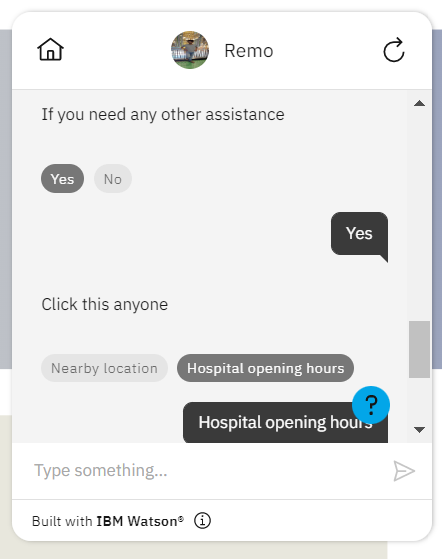 Remo
If you need any other assistance
Yes
No
Yes
Click this anyone
Nearby location
Hospital opening hours
Hospital opening hours
?
Type something...
Built with IBM Watson®